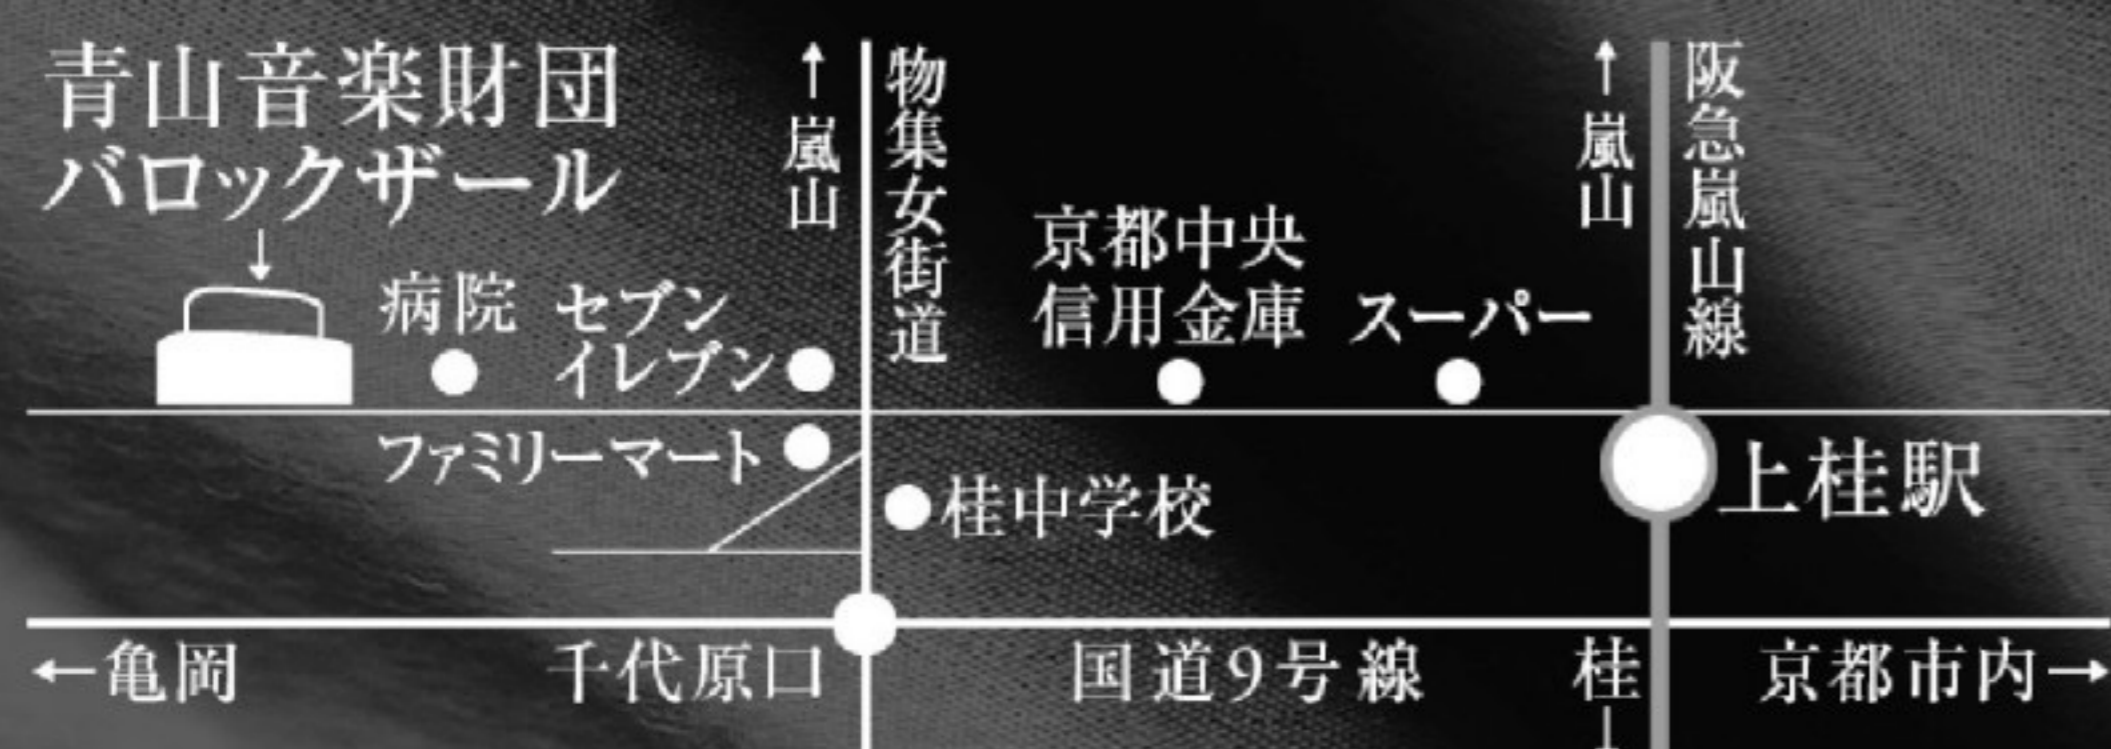 青山音楽財団
バロックザール
↓
病院
セブン
イレブン
ファミリーマート
↑嵐山
物集女街道
京都中央
信用金庫
スーパー
↑嵐山
阪急嵐山線
上桂駅
桂中学校
←亀岡
千代原口
国道9号線
桂↓
京都市内→